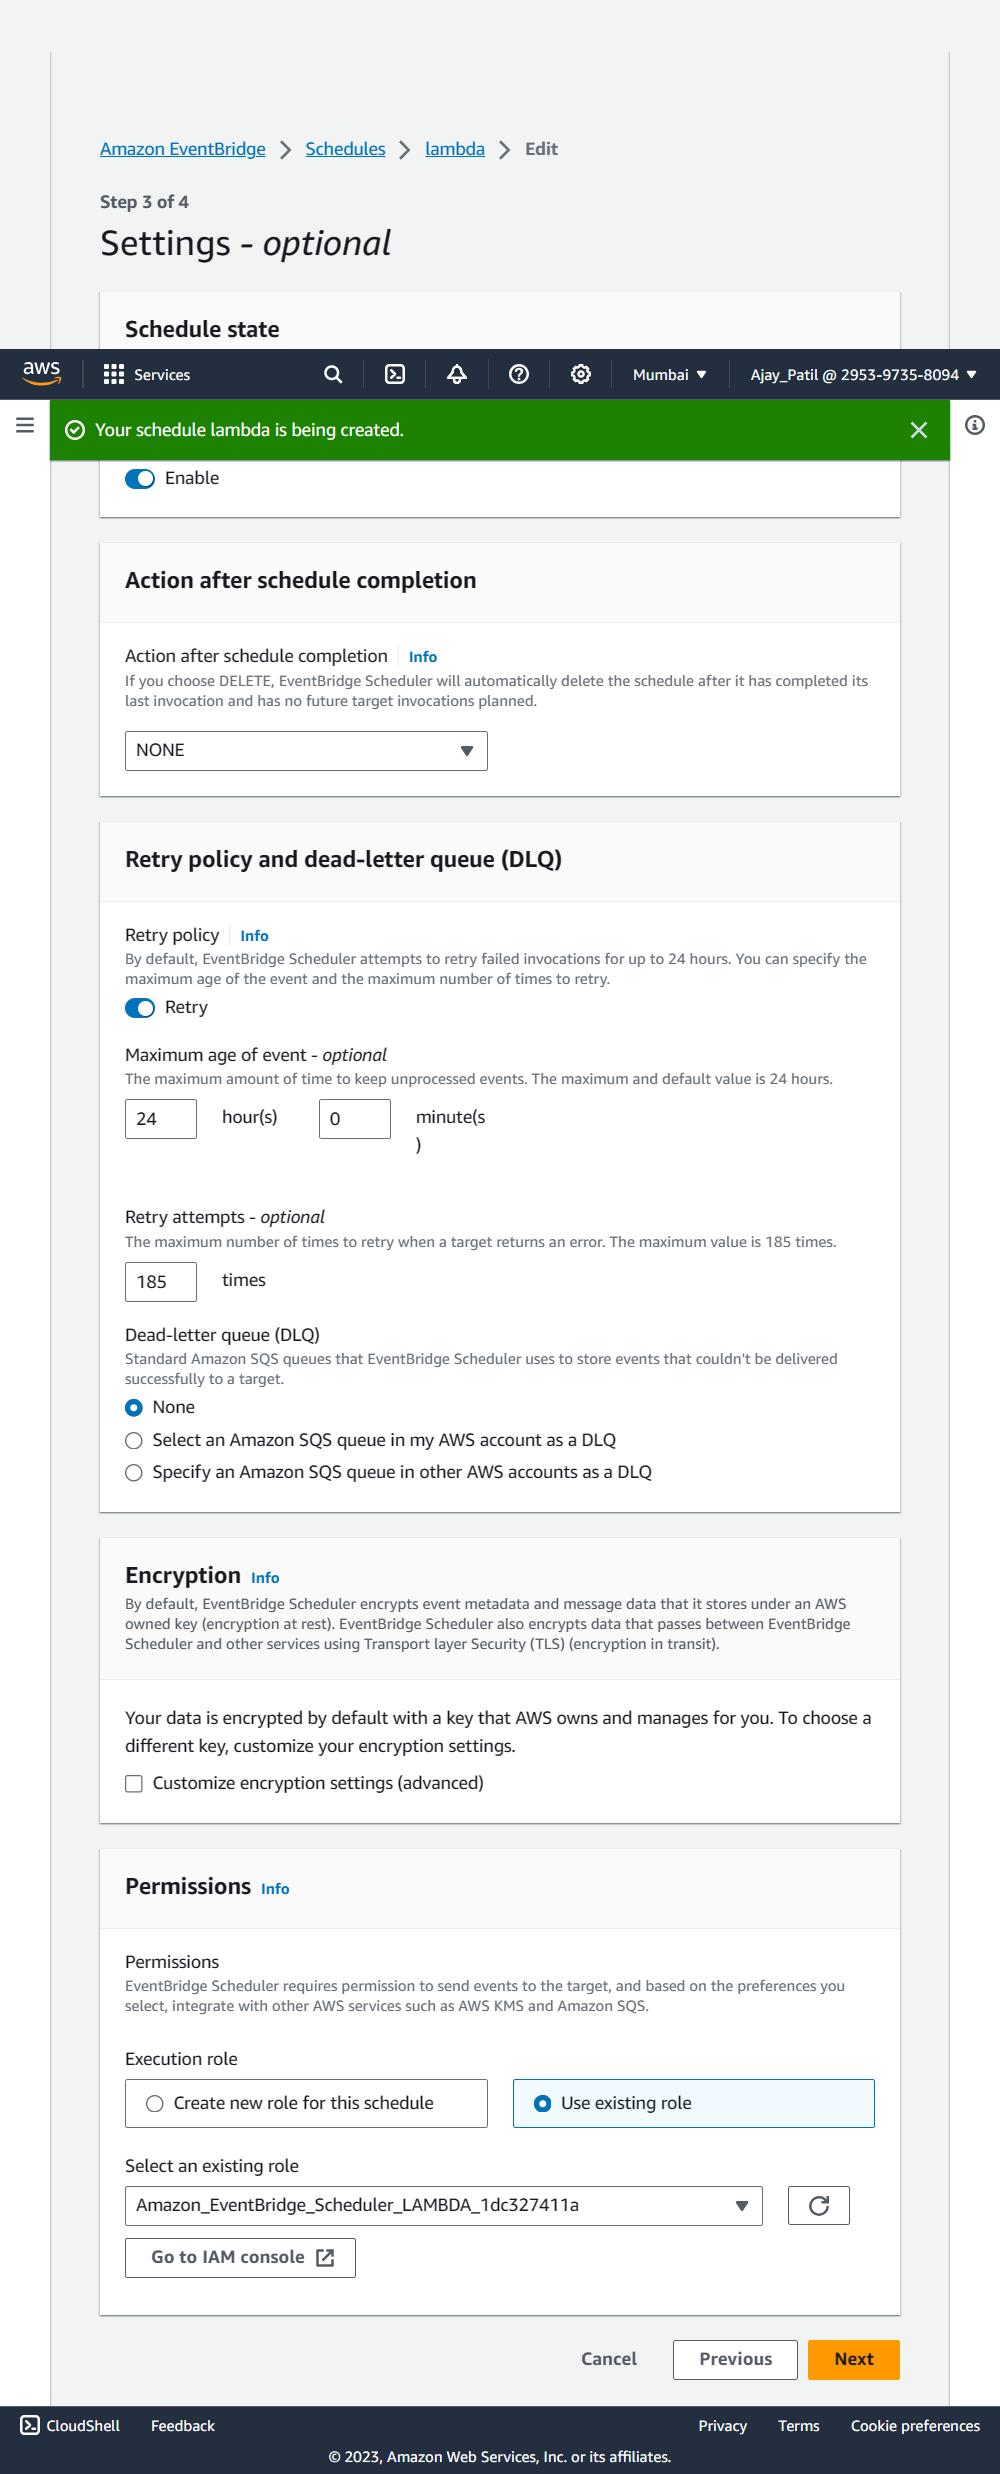 Amazon EventBridge > Schedules > lambda > Edit
Step 3 of 4
Settings - optional
Schedule state
aws Services Mumbai Ajay_Patil @ 2953-9735-8094
Your schedule lambda is being created.
Enable
Action after schedule completion
Action after schedule completion Info
If you choose DELETE, EventBridge Scheduler will automatically delete the schedule after it has completed its
last invocation and has no future target invocations planned.
NONE
Retry policy and dead-letter queue (DLQ)
Retry policy Info
By default, EventBridge Scheduler attempts to retry failed invocations for up to 24 hours. You can specify the
maximum age of the event and the maximum number of times to retry.
Retry
Maximum age of event - optional
The maximum amount of time to keep unprocessed events. The maximum and default value is 24 hours.
24 hour(s) 0 minute(s
)
Retry attempts - optional
The maximum number of times to retry when a target returns an error. The maximum value is 185 times.
185 times
Dead-letter queue (DLQ)
Standard Amazon SQS queues that EventBridge Scheduler uses to store events that couldn't be delivered
successfully to a target.
None
Select an Amazon SQS queue in my AWS account as a DLQ
Specify an Amazon SQS queue in other AWS accounts as a DLQ
Encryption Info
By default, EventBridge Scheduler encrypts event metadata and message data that it stores under an AWS
owned key (encryption at rest). EventBridge Scheduler also encrypts data that passes between EventBridge
Scheduler and other services using Transport layer Security (TLS) (encryption in transit).
Your data is encrypted by default with a key that AWS owns and manages for you. To choose a
different key, customize your encryption settings.
Customize encryption settings (advanced)
Permissions Info
Permissions
EventBridge Scheduler requires permission to send events to the target, and based on the preferences you
select, integrate with other AWS services such as AWS KMS and Amazon SQS.
Execution role
Create new role for this schedule Use existing role
Select an existing role
Amazon_EventBridge_Scheduler_LAMBDA_1dc327411a
Go to IAM console
Cancel Previous Next
CloudShell Feedback Privacy Terms Cookie preferences
© 2023, Amazon Web Services, Inc. or its affiliates.